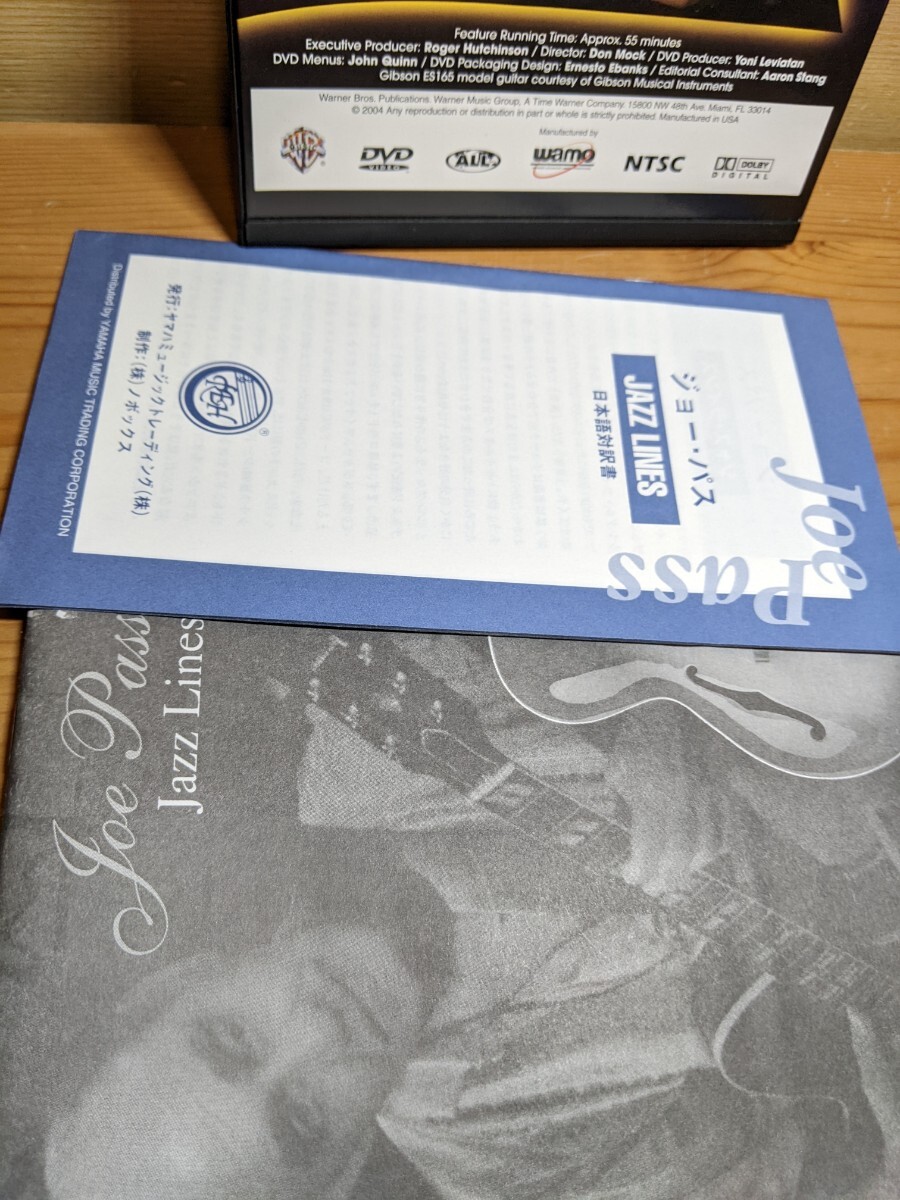 Feature Running Time: Approx. 55 minutes
Executive Producer: Roger Hutchinson / Director: Don Mock / DVD Producer: Yoni Leviatan
DVD Menus: John Quinn / DVD Packaging Design: Ernesto Ebanks / Editorial Consultant: Aaron Stang
Gibson ES165 model guitar courtesy of Gibson Musical Instruments
Warner Bros. Publications. Warner Music Group, A Time Warner Company. 15800 NW 48th Ave. Miami, FL 33014
© 2004 Any reproduction or distribution in part or whole is strictly prohibited. Manufactured in USA
Manufactured by
DVD
VIDEO
ALL
wamo
NTSC
DOLBY
DIGITAL
ジョー・パス
JAZZ LINES
日本語対訳書
Joe
Pass
発行:ヤマハミュージックトレーディング(株)
制作:(株)ノボックス
Distributed by YAMAHA MUSIC TRADING CORPORATION
Joe Pass
Jazz Lines